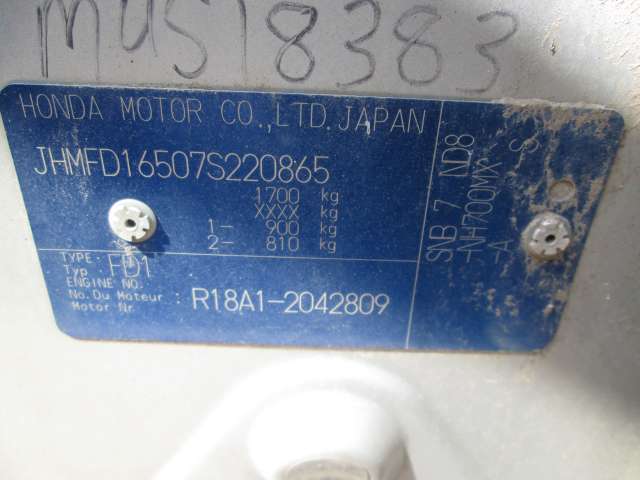 MUS18383
HONDA MOTOR CO.,LTD.JAPAN
JHMFD16507S220865
1700 kg
XXXX kg
1- 900 kg
2- 810 kg
TYPE :
Typ FD1
ENGINE NO.
No.Du Moteur : R18A1-2042809
Motor Nr
SNB 7 ND8
-NH700MX- S
-A